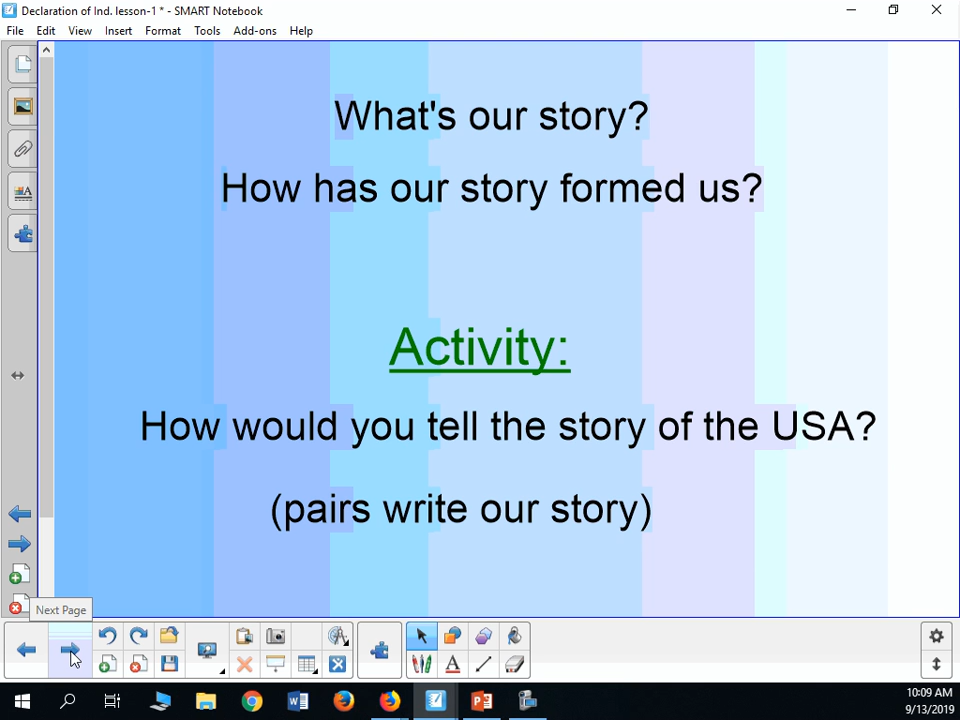 Declaration of Ind. lesson-1 * - SMART Notebook
File Edit View Insert Format Tools Add-ons Help
What's our story?
How has our story formed us?
Activity:
How would you tell the story of the USA?
(pairs write our story)
Next Page
10:09 AM
9/13/2019